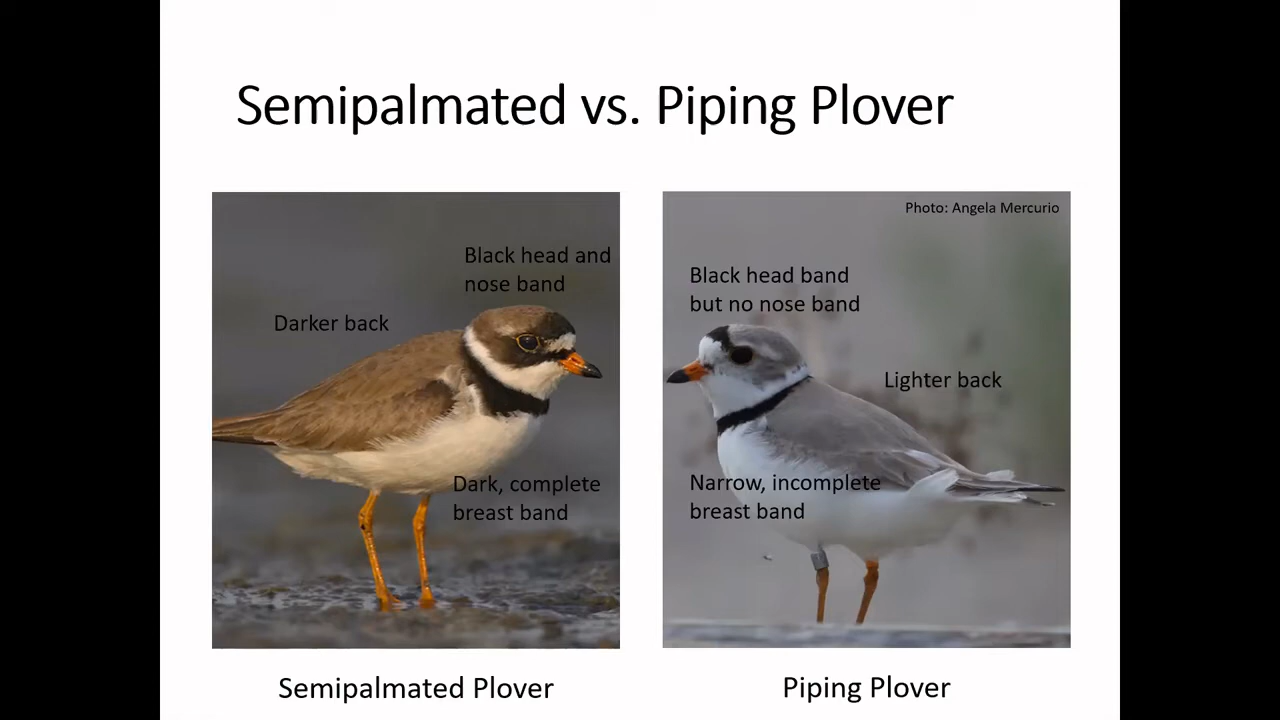 Semipalmated vs. Piping Plover
Black head and
nose band
Darker back
Dark, complete
breast band
Semipalmated Plover
Photo: Angela Mercurio
Black head band
but no nose band
Lighter back
Narrow, incomplete
breast band
Piping Plover